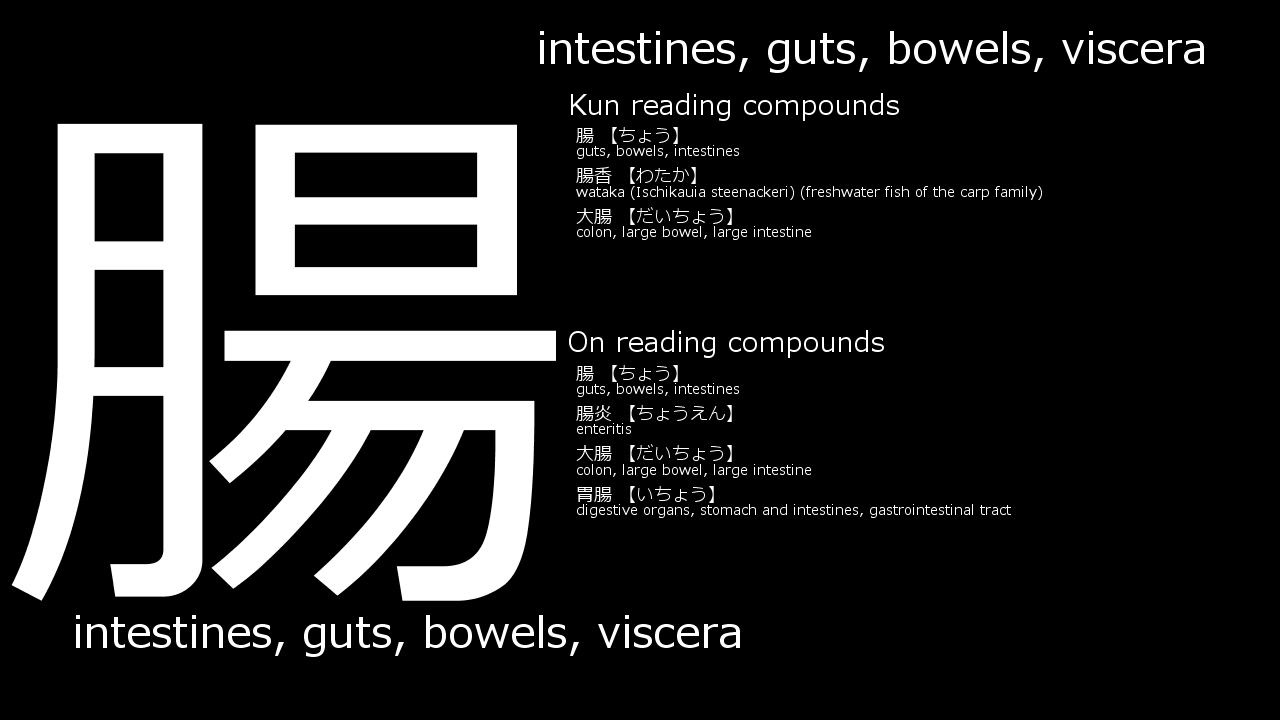 intestines, guts, bowels, viscera
腸
Kun reading compounds
腸 【ちょう】
guts, bowels, intestines
腸香 【わたか】
wataka (Ischikauia steenackeri) (freshwater fish of the carp family)
大腸 【だいちょう】
colon, large bowel, large intestine
On reading compounds
腸 【ちょう】
guts, bowels, intestines
腸炎 【ちょうえん】
enteritis
大腸 【だいちょう】
colon, large bowel, large intestine
胃腸 【いちょう】
digestive organs, stomach and intestines, gastrointestinal tract
intestines, guts, bowels, viscera